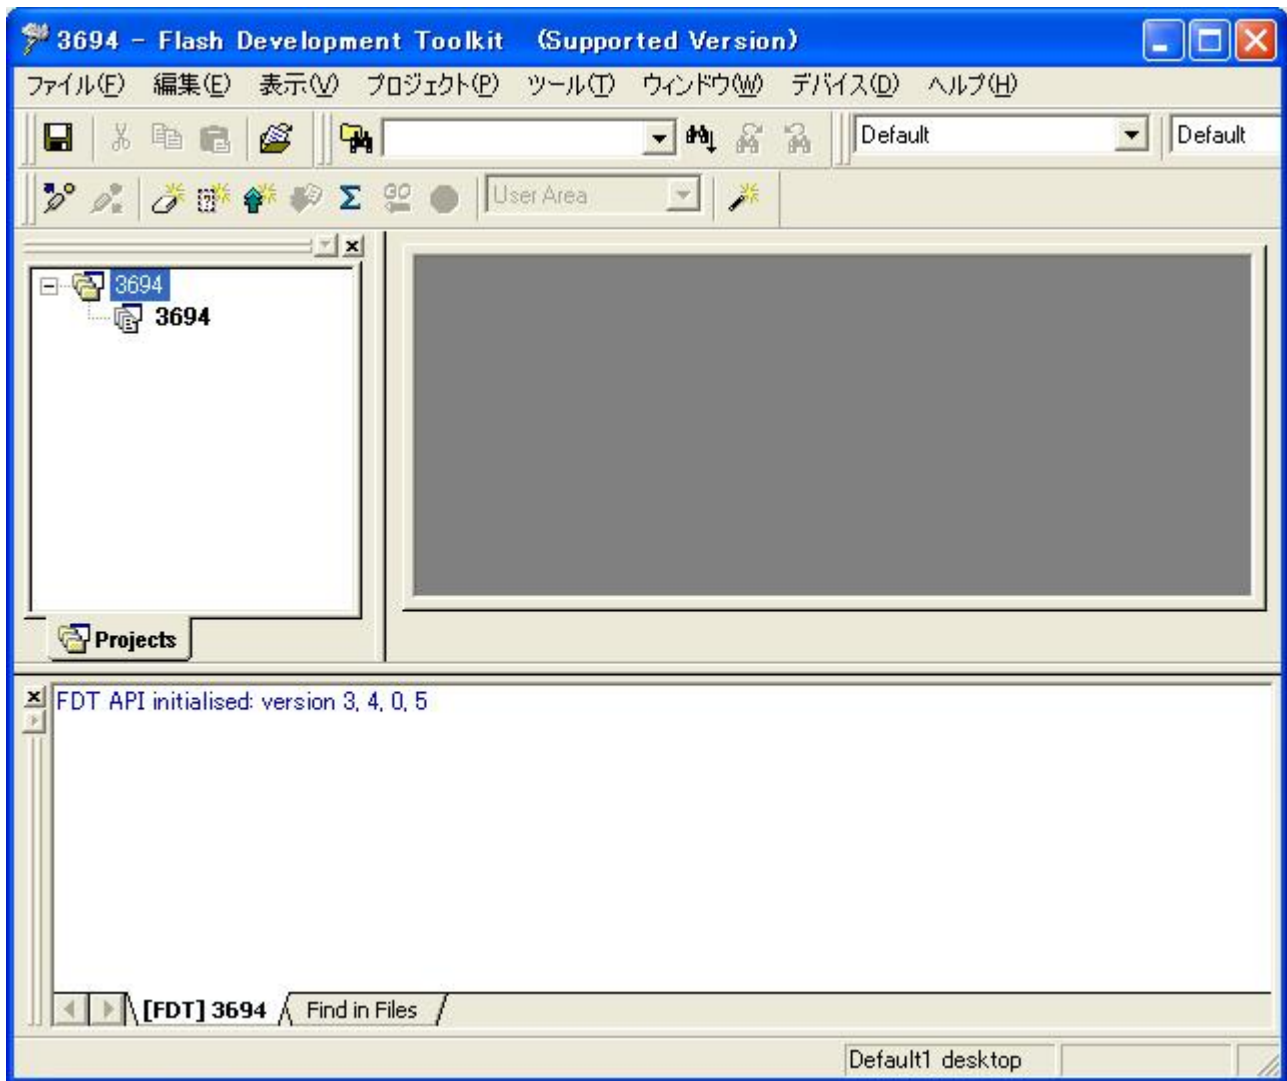 3694 - Flash Development Toolkit (Supported Version)
ファイル(F) 編集(E) 表示(V) プロジェクト(P) ツール(T) ウィンドウ(W) デバイス(D) ヘルプ(H)
Default Default
User Area
3694
3694
Projects
FDT API initialised: version 3, 4, 0, 5
[FDT] 3694 Find in Files
Default1 desktop